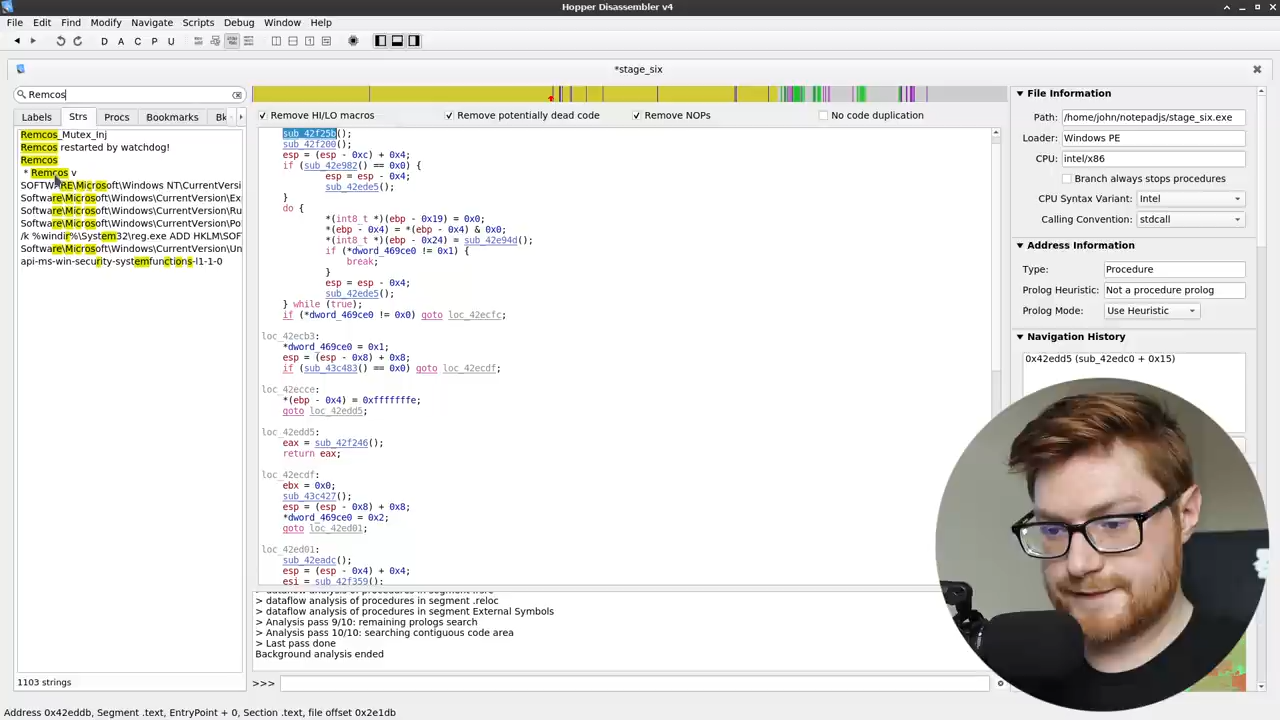 Hopper Disassembler v4
File Edit Find Modify Navigate Scripts Debug Window Help
D A C P U
*stage_six
Remcos
Labels Strs Procs Bookmarks Bk
Remcos_Mutex_Inj
Remcos restarted by watchdog!
Remcos
* Remcos v
SOFTWARE\Microsoft\Windows NT\CurrentVersi
Software\Microsoft\Windows\CurrentVersion\Ex
Software\Microsoft\Windows\CurrentVersion\Ru
Software\Microsoft\Windows\CurrentVersion\Po
/k %windir%\System32\reg.exe ADD HKLM\SOF
Software\Microsoft\Windows\CurrentVersion\Un
api-ms-win-security-systemfunctions-l1-1-0
1103 strings
Remove HI/LO macros Remove potentially dead code Remove NOPs No code duplication
sub_42f25b();
sub_42f200();
esp = (esp - 0xc) + 0x4;
if (sub_42e982() == 0x0) {
esp = esp - 0x4;
sub_42ede5();
}
do {
*(int8_t *)(ebp - 0x19) = 0x0;
*(ebp - 0x4) = *(ebp - 0x4) & 0x0;
*(int8_t *)(ebp - 0x24) = sub_42e94d();
if (*dword_469ce0 != 0x1) {
break;
}
esp = esp - 0x4;
sub_42ede5();
} while (true);
if (*dword_469ce0 != 0x0) goto loc_42ecfc;
loc_42ecb3:
*dword_469ce0 = 0x1;
esp = (esp - 0x8) + 0x8;
if (sub_43c483() == 0x0) goto loc_42ecdf;
loc_42ecce:
*(ebp - 0x4) = 0xfffffffe;
goto loc_42edd5;
loc_42edd5:
eax = sub_42f246();
return eax;
loc_42ecdf:
ebx = 0x0;
sub_43c427();
esp = (esp - 0x8) + 0x8;
*dword_469ce0 = 0x2;
goto loc_42ed01;
loc_42ed01:
sub_42eadc();
esp = (esp - 0x4) + 0x4;
esi = sub_42f359();
> dataflow analysis of procedures in segment .rsrc
> dataflow analysis of procedures in segment .reloc
> dataflow analysis of procedures in segment External Symbols
> Analysis pass 9/10: remaining prologs search
> Analysis pass 10/10: searching contiguous code area
> Last pass done
Background analysis ended
>>>
File Information
Path: /home/john/notepadjs/stage_six.exe
Loader: Windows PE
CPU: intel/x86
Branch always stops procedures
CPU Syntax Variant: Intel
Calling Convention: stdcall
Address Information
Type: Procedure
Prolog Heuristic: Not a procedure prolog
Prolog Mode: Use Heuristic
Navigation History
0x42edd5 (sub_42edc0 + 0x15)
Address 0x42eddb, Segment .text, EntryPoint + 0, Section .text, file offset 0x2e1db